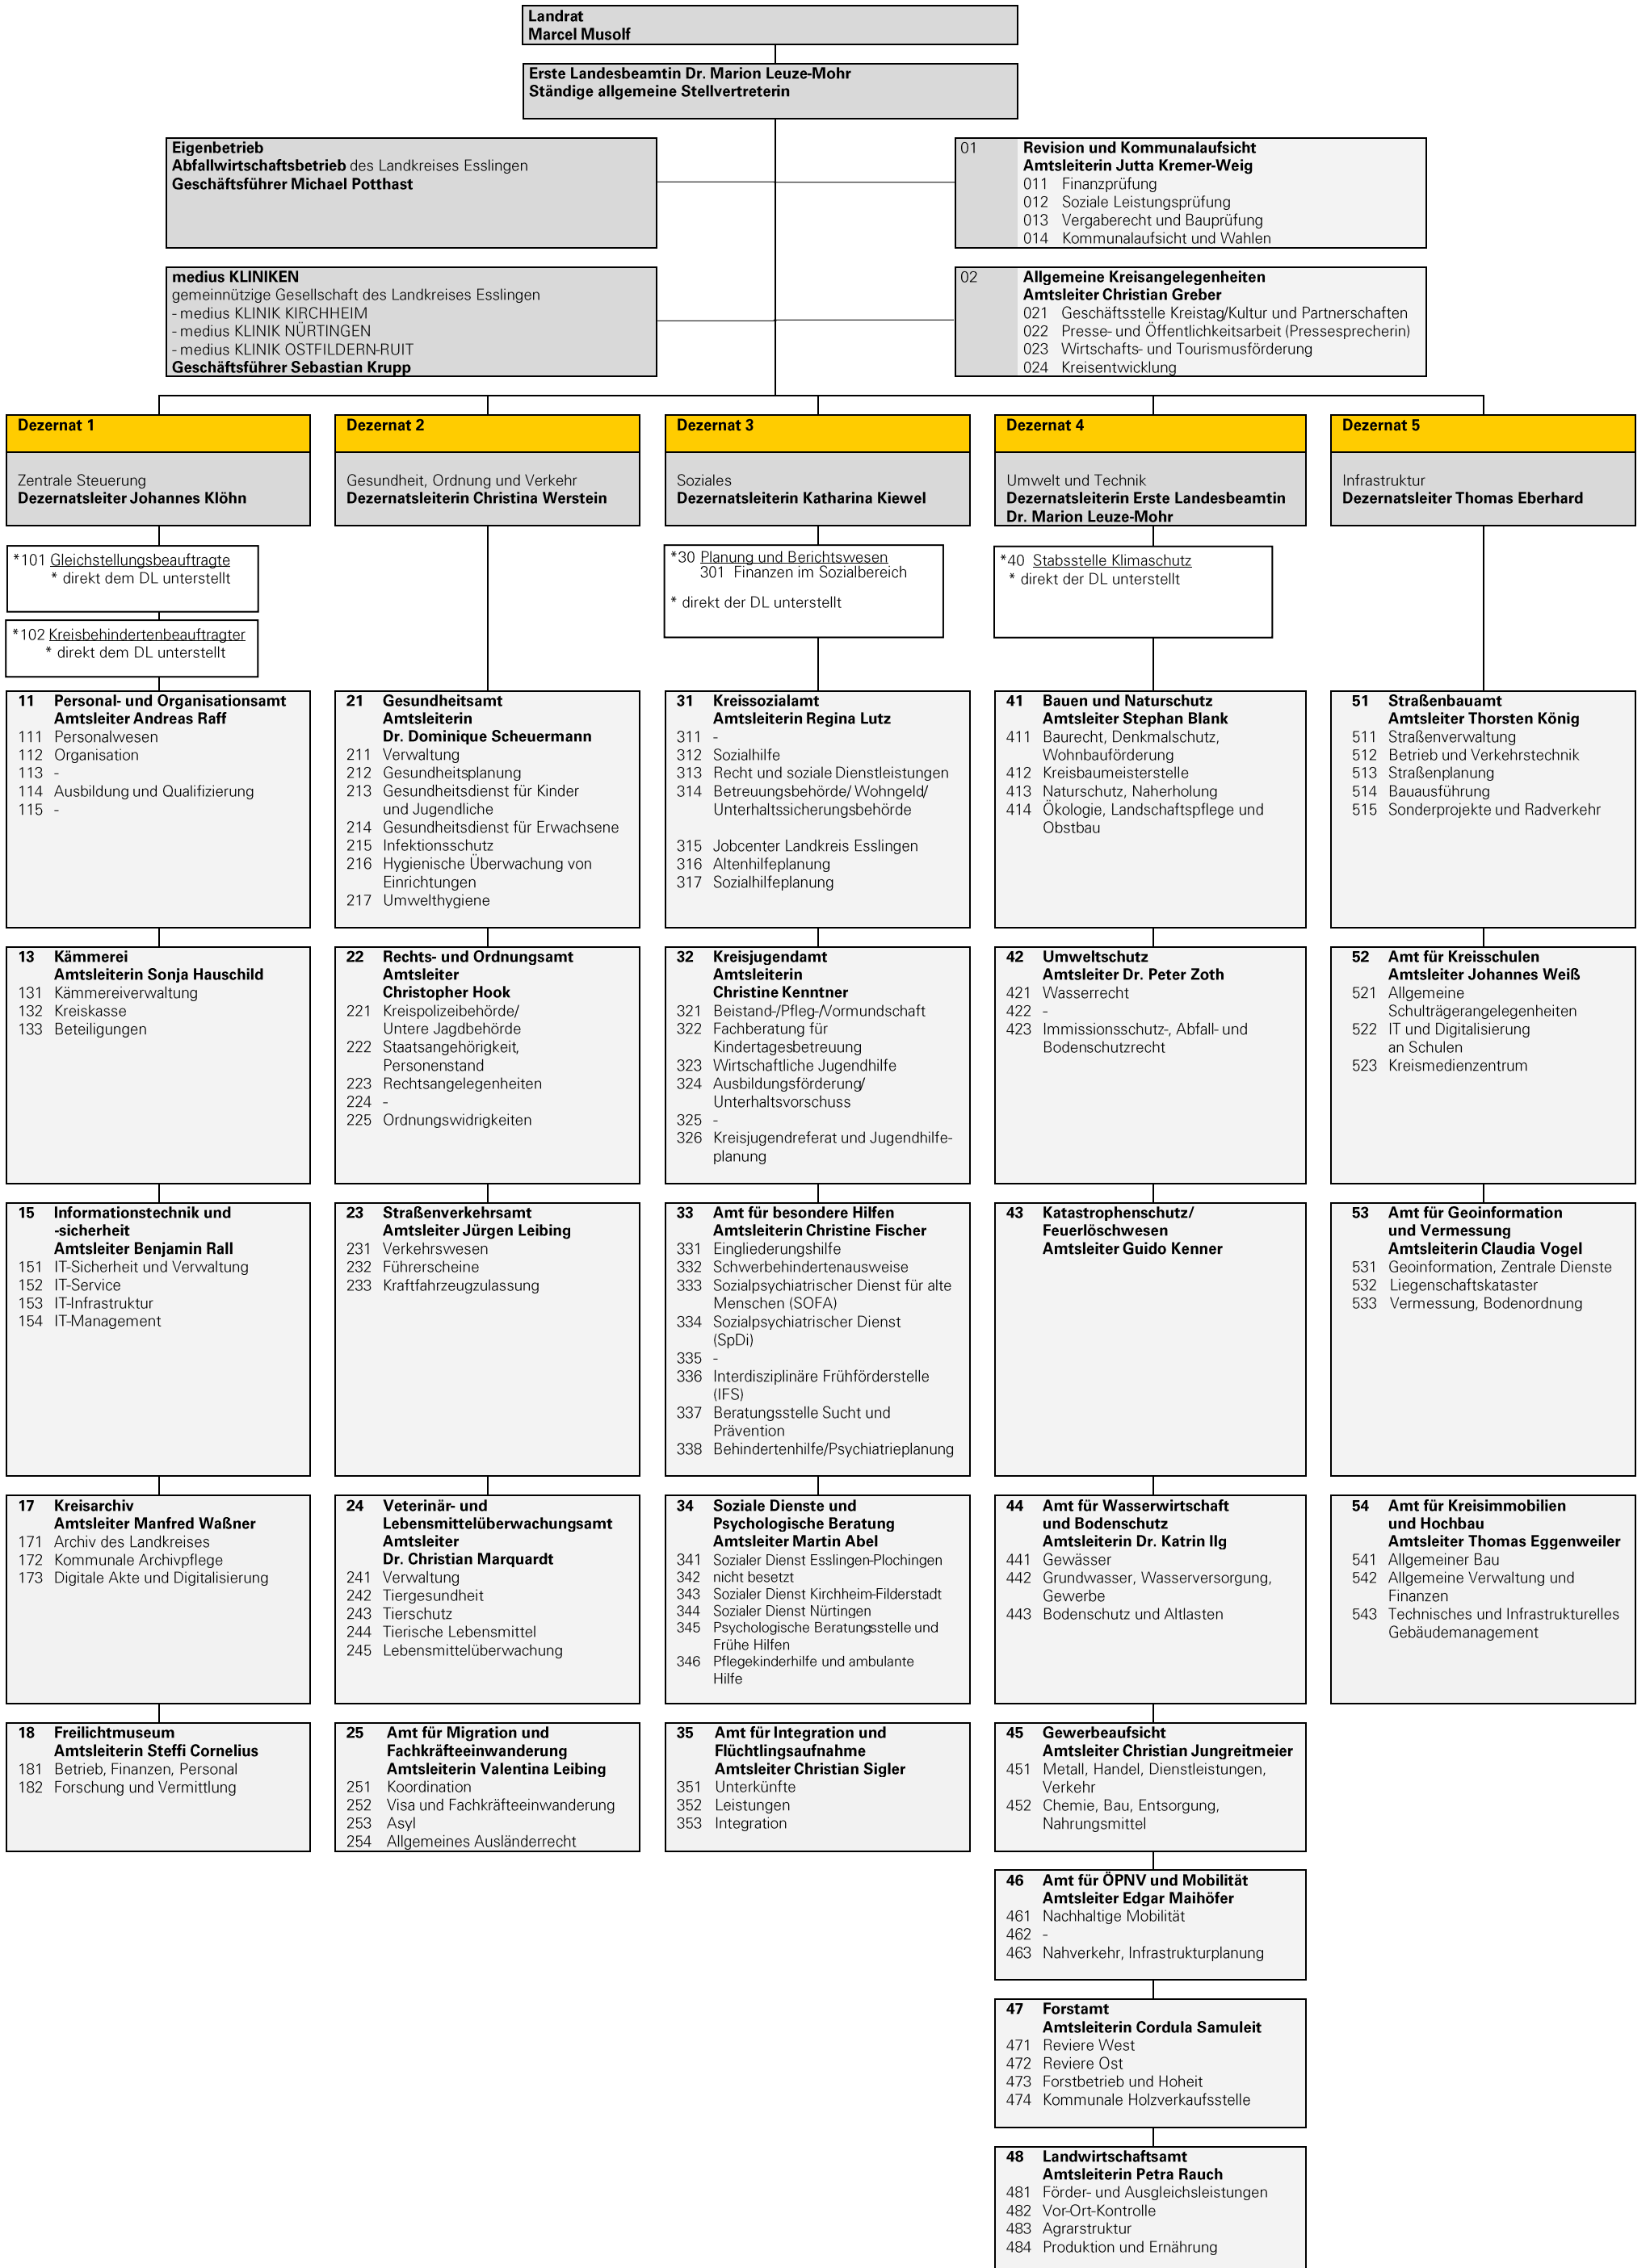 Landrat
Marcel Musolf
Erste Landesbeamtin Dr. Marion Leuze-Mohr
Ständige allgemeine Stellvertreterin
Eigenbetrieb
Abfallwirtschaftsbetrieb des Landkreises Esslingen
Geschäftsführer Michael Potthast
01 Revision und Kommunalaufsicht
Amtsleiterin Jutta Kremer-Weig
011 Finanzprüfung
012 Soziale Leistungsprüfung
013 Vergaberecht und Bauprüfung
014 Kommunalaufsicht und Wahlen
medius KLINIKEN
gemeinnützige Gesellschaft des Landkreises Esslingen
- medius KLINIK KIRCHHEIM
- medius KLINIK NÜRTINGEN
- medius KLINIK OSTFILDERN-RUIT
Geschäftsführer Sebastian Krupp
02 Allgemeine Kreisangelegenheiten
Amtsleiter Christian Greber
021 Geschäftsstelle Kreistag/Kultur und Partnerschaften
022 Presse- und Öffentlichkeitsarbeit (Pressesprecherin)
023 Wirtschafts- und Tourismusförderung
024 Kreisentwicklung
Dezernat 1
Zentrale Steuerung
Dezernatsleiter Johannes Klöhn
*101 Gleichstellungsbeauftragte
* direkt dem DL unterstellt
*102 Kreisbehindertenbeauftragter
* direkt dem DL unterstellt
11 Personal- und Organisationsamt
Amtsleiter Andreas Raff
111 Personalwesen
112 Organisation
113 -
114 Ausbildung und Qualifizierung
115 -
13 Kämmerei
Amtsleiterin Sonja Hauschild
131 Kämmereiverwaltung
132 Kreiskasse
133 Beteiligungen
15 Informationstechnik und
-sicherheit
Amtsleiter Benjamin Rall
151 IT-Sicherheit und Verwaltung
152 IT-Service
153 IT-Infrastruktur
154 IT-Management
17 Kreisarchiv
Amtsleiter Manfred Waßner
171 Archiv des Landkreises
172 Kommunale Archivpflege
173 Digitale Akte und Digitalisierung
18 Freilichtmuseum
Amtsleiterin Steffi Cornelius
181 Betrieb, Finanzen, Personal
182 Forschung und Vermittlung
Dezernat 2
Gesundheit, Ordnung und Verkehr
Dezernatsleiterin Christina Werstein
21 Gesundheitsamt
Amtsleiterin
Dr. Dominique Scheuermann
211 Verwaltung
212 Gesundheitsplanung
213 Gesundheitsdienst für Kinder
und Jugendliche
214 Gesundheitsdienst für Erwachsene
215 Infektionsschutz
216 Hygienische Überwachung von
Einrichtungen
217 Umwelthygiene
22 Rechts- und Ordnungsamt
Amtsleiter
Christopher Hook
221 Kreispolizeibehörde/
Untere Jagdbehörde
222 Staatsangehörigkeit,
Personenstand
223 Rechtsangelegenheiten
224 -
225 Ordnungswidrigkeiten
23 Straßenverkehrsamt
Amtsleiter Jürgen Leibing
231 Verkehrswesen
232 Führerscheine
233 Kraftfahrzeugzulassung
24 Veterinär- und
Lebensmittelüberwachungsamt
Amtsleiter
Dr. Christian Marquardt
241 Verwaltung
242 Tiergesundheit
243 Tierschutz
244 Tierische Lebensmittel
245 Lebensmittelüberwachung
25 Amt für Migration und
Fachkräfteeinwanderung
Amtsleiterin Valentina Leibing
251 Koordination
252 Visa und Fachkräfteeinwanderung
253 Asyl
254 Allgemeines Ausländerrecht
Dezernat 3
Soziales
Dezernatsleiterin Katharina Kiewel
*30 Planung und Berichtswesen
301 Finanzen im Sozialbereich
* direkt der DL unterstellt
31 Kreissozialamt
Amtsleiterin Regina Lutz
311 -
312 Sozialhilfe
313 Recht und soziale Dienstleistungen
314 Betreuungsbehörde/ Wohngeld/
Unterhaltssicherungsbehörde
315 Jobcenter Landkreis Esslingen
316 Altenhilfeplanung
317 Sozialhilfeplanung
32 Kreisjugendamt
Amtsleiterin
Christine Kenntner
321 Beistand-/Pfleg-/Vormundschaft
322 Fachberatung für
Kindertagesbetreuung
323 Wirtschaftliche Jugendhilfe
324 Ausbildungsförderung/
Unterhaltsvorschuss
325 -
326 Kreisjugendreferat und Jugendhilfe-
planung
33 Amt für besondere Hilfen
Amtsleiterin Christine Fischer
331 Eingliederungshilfe
332 Schwerbehindertenausweise
333 Sozialpsychiatrischer Dienst für alte
Menschen (SOFA)
334 Sozialpsychiatrischer Dienst
(SpDi)
335 -
336 Interdisziplinäre Frühförderstelle
(IFS)
337 Beratungsstelle Sucht und
Prävention
338 Behindertenhilfe/Psychiatrieplanung
34 Soziale Dienste und
Psychologische Beratung
Amtsleiter Martin Abel
341 Sozialer Dienst Esslingen-Plochingen
342 nicht besetzt
343 Sozialer Dienst Kirchheim-Filderstadt
344 Sozialer Dienst Nürtingen
345 Psychologische Beratungsstelle und
Frühe Hilfen
346 Pflegekinderhilfe und ambulante
Hilfe
35 Amt für Integration und
Flüchtlingsaufnahme
Amtsleiter Christian Sigler
351 Unterkünfte
352 Leistungen
353 Integration
Dezernat 4
Umwelt und Technik
Dezernatsleiterin Erste Landesbeamtin
Dr. Marion Leuze-Mohr
*40 Stabsstelle Klimaschutz
* direkt der DL unterstellt
41 Bauen und Naturschutz
Amtsleiter Stephan Blank
411 Baurecht, Denkmalschutz,
Wohnbauförderung
412 Kreisbaumeisterstelle
413 Naturschutz, Naherholung
414 Ökologie, Landschaftspflege und
Obstbau
42 Umweltschutz
Amtsleiter Dr. Peter Zoth
421 Wasserrecht
422 -
423 Immissionsschutz-, Abfall- und
Bodenschutzrecht
43 Katastrophenschutz/
Feuerlöschwesen
Amtsleiter Guido Kenner
44 Amt für Wasserwirtschaft
und Bodenschutz
Amtsleiterin Dr. Katrin Ilg
441 Gewässer
442 Grundwasser, Wasserversorgung,
Gewerbe
443 Bodenschutz und Altlasten
45 Gewerbeaufsicht
Amtsleiter Christian Jungreitmeier
451 Metall, Handel, Dienstleistungen,
Verkehr
452 Chemie, Bau, Entsorgung,
Nahrungsmittel
46 Amt für ÖPNV und Mobilität
Amtsleiter Edgar Maihöfer
461 Nachhaltige Mobilität
462 -
463 Nahverkehr, Infrastrukturplanung
47 Forstamt
Amtsleiterin Cordula Samuleit
471 Reviere West
472 Reviere Ost
473 Forstbetrieb und Hoheit
474 Kommunale Holzverkaufsstelle
48 Landwirtschaftsamt
Amtsleiterin Petra Rauch
481 Förder- und Ausgleichsleistungen
482 Vor-Ort-Kontrolle
483 Agrarstruktur
484 Produktion und Ernährung
Dezernat 5
Infrastruktur
Dezernatsleiter Thomas Eberhard
51 Straßenbauamt
Amtsleiter Thorsten König
511 Straßenverwaltung
512 Betrieb und Verkehrstechnik
513 Straßenplanung
514 Bauausführung
515 Sonderprojekte und Radverkehr
52 Amt für Kreisschulen
Amtsleiter Johannes Weiß
521 Allgemeine
Schulträgerangelegenheiten
522 IT und Digitalisierung
an Schulen
523 Kreismedienzentrum
53 Amt für Geoinformation
und Vermessung
Amtsleiterin Claudia Vogel
531 Geoinformation, Zentrale Dienste
532 Liegenschaftskataster
533 Vermessung, Bodenordnung
54 Amt für Kreisimmobilien
und Hochbau
Amtsleiter Thomas Eggenweiler
541 Allgemeiner Bau
542 Allgemeine Verwaltung und
Finanzen
543 Technisches und Infrastrukturelles
Gebäudemanagement